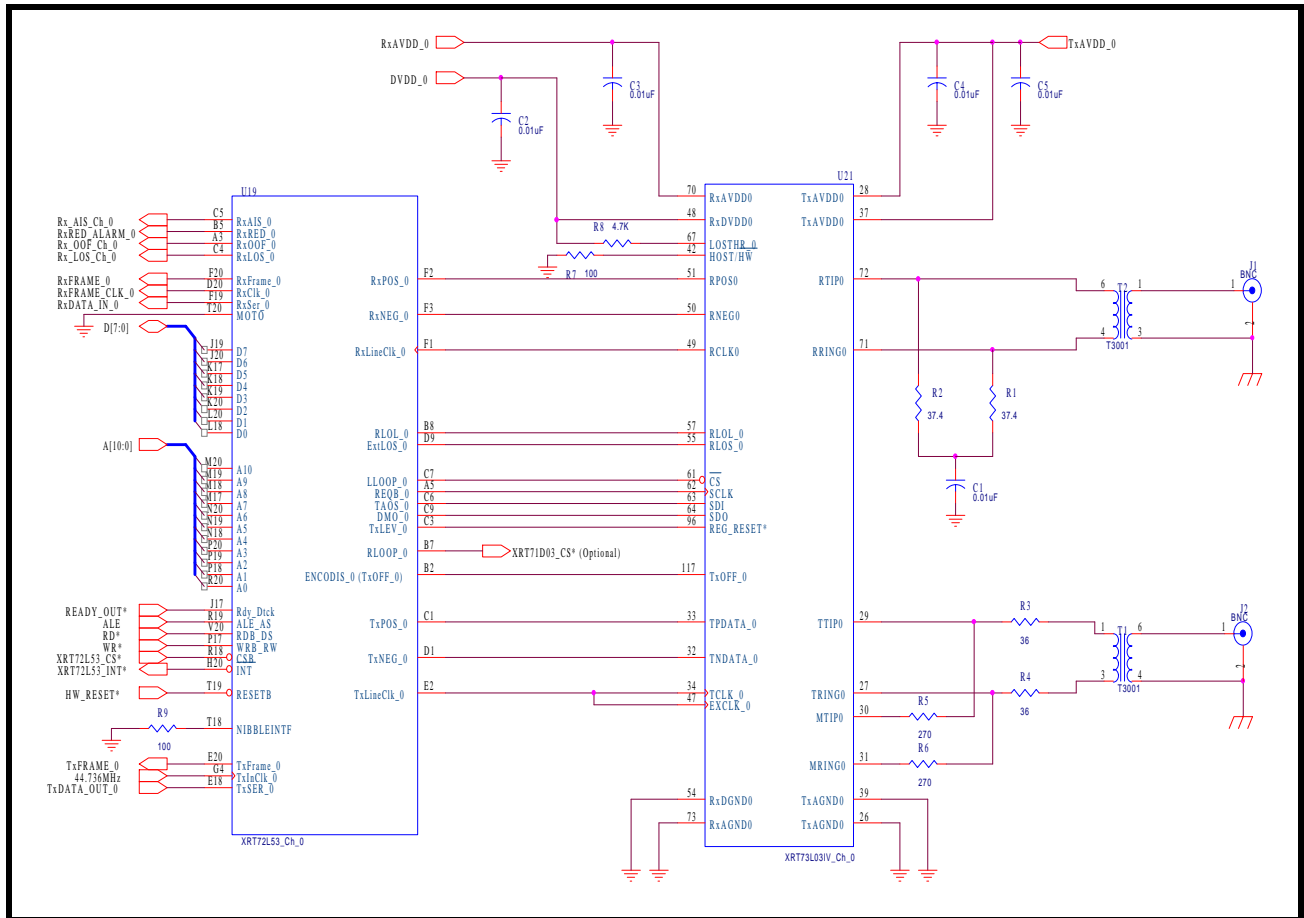 RxAVDD_0
TxAVDD_0
DVDD_0
C3
0.01uF
C4
0.01uF
C5
0.01uF
C2
0.01uF
U19
Rx_AIS_Ch_0 C5 RxAIS_0
RxRED_ALARM_0 B5 RxRED_0
Rx_OOF_Ch_0 A3 RxOOF_0
Rx_LOS_Ch_0 C4 RxLOS_0
RxFRAME_0 F20 RxFrame_0
RxFRAME_CLK_0 D20 RxClk_0
RxDATA_IN_0 F19 RxSer_0
T20 MOTO
D[7:0]
J19 D7
J20 D6
K17 D5
K18 D4
K19 D3
K20 D2
L20 D1
L18 D0
A[10:0]
M20 A10
M19 A9
M18 A8
M17 A7
N20 A6
N19 A5
N18 A4
P20 A3
P19 A2
P18 A1
R20 A0
READY_OUT* J17 Rdy_Dtck
ALE R19 ALE_AS
RD* V20 RDB_DS
WR* P17 WRB_RW
XRT72L53_CS* R18 CSB
XRT72L53_INT* H20 INT
HW_RESET* T19 RESETB
R9
100
T18 NIBBLEINTF
TxFRAME_0 E20 TxFrame_0
44.736MHz G4 TxInClk_0
TxDATA_OUT_0 E18 TxSER_0
XRT72L53_Ch_0
RxPOS_0 F2
RxNEG_0 F3
RxLineClk_0 F1
RLOL_0 B8
ExtLOS_0 D9
LLOOP_0 C7
REQB_0 A5
TAOS_0 C6
DMO_0 C9
TxLEV_0 C3
RLOOP_0 B7
XRT71D03_CS* (Optional)
ENCODIS_0 (TxOFF_0) B2
TxPOS_0 C1
TxNEG_0 D1
TxLineClk_0 E2
R8 4.7K
R7 100
U21
70 RxAVDD0
48 RxDVDD_0
67 LOSTHR_0
42 HOST/HW
51 RPOS0
50 RNEG0
49 RCLK0
57 RLOL_0
55 RLOS_0
61 CS
62 SCLK
63 SDI
64 SDO
96 REG_RESET*
117 TxOFF_0
33 TPDATA_0
32 TNDATA_0
34 TCLK_0
47 EXCLK_0
54 RxDGND0
73 RxAGND0
TxAVDD0 28
TxAVDD0 37
RTIP0 72
RRING0 71
TTIP0 29
TRING0 27
MTIP0 30
MRING0 31
TxAGND0 39
TxAGND0 26
XRT73L03IV_Ch_0
R2
37.4
R1
37.4
C1
0.01uF
6 T2 1
4 3
T3001
J1
BNC
1
2
R3
36
R4
36
R5
270
R6
270
1 T1 6
3 4
T3001
J2
BNC
1
2